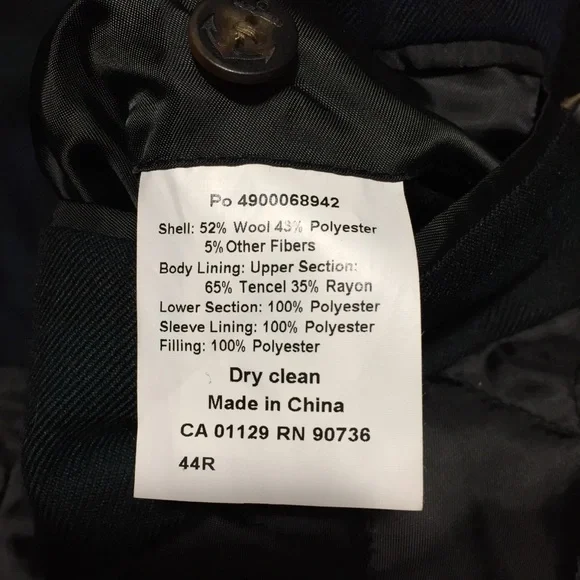 Po 4900068942
Shell: 52% Wool 43% Polyester
5% Other Fibers
Body Lining: Upper Section:
65% Tencel 35% Rayon
Lower Section: 100% Polyester
Sleeve Lining: 100% Polyester
Filling: 100% Polyester
Dry clean
Made in China
CA 01129 RN 90736
44R